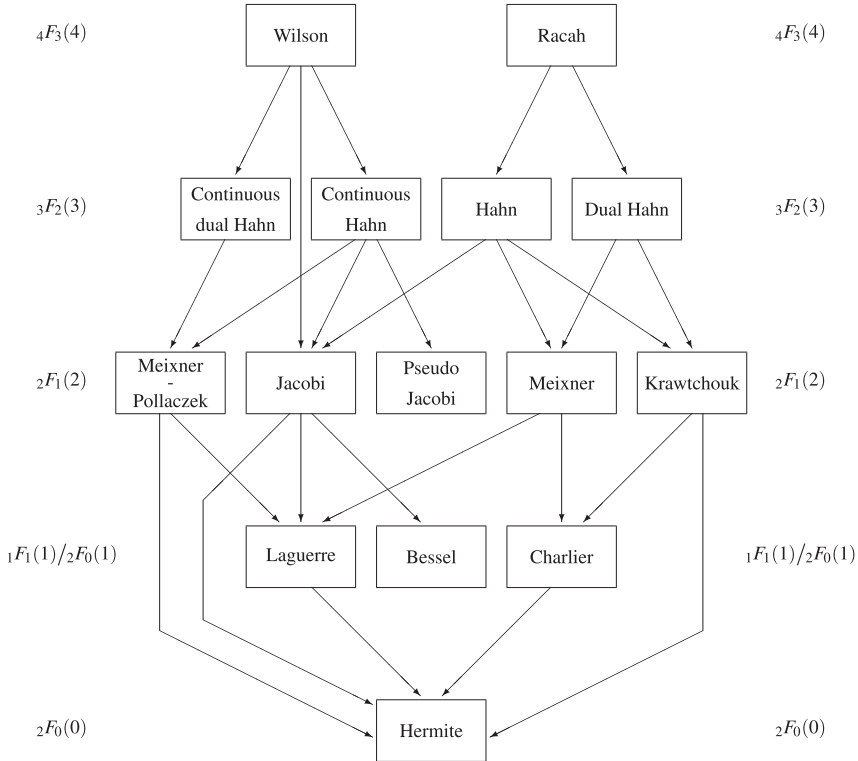 ₄F₃(4) Wilson Racah ₄F₃(4)
Continuous Continuous
₃F₂(3) Hahn Dual Hahn ₃F₂(3)
dual Hahn Hahn
Meixner Pseudo
₂F₁(2) - Jacobi Meixner Krawtchouk ₂F₁(2)
Pollaczek Jacobi
₁F₁(1)/₂F₀(1) Laguerre Bessel Charlier ₁F₁(1)/₂F₀(1)
₂F₀(0) Hermite ₂F₀(0)